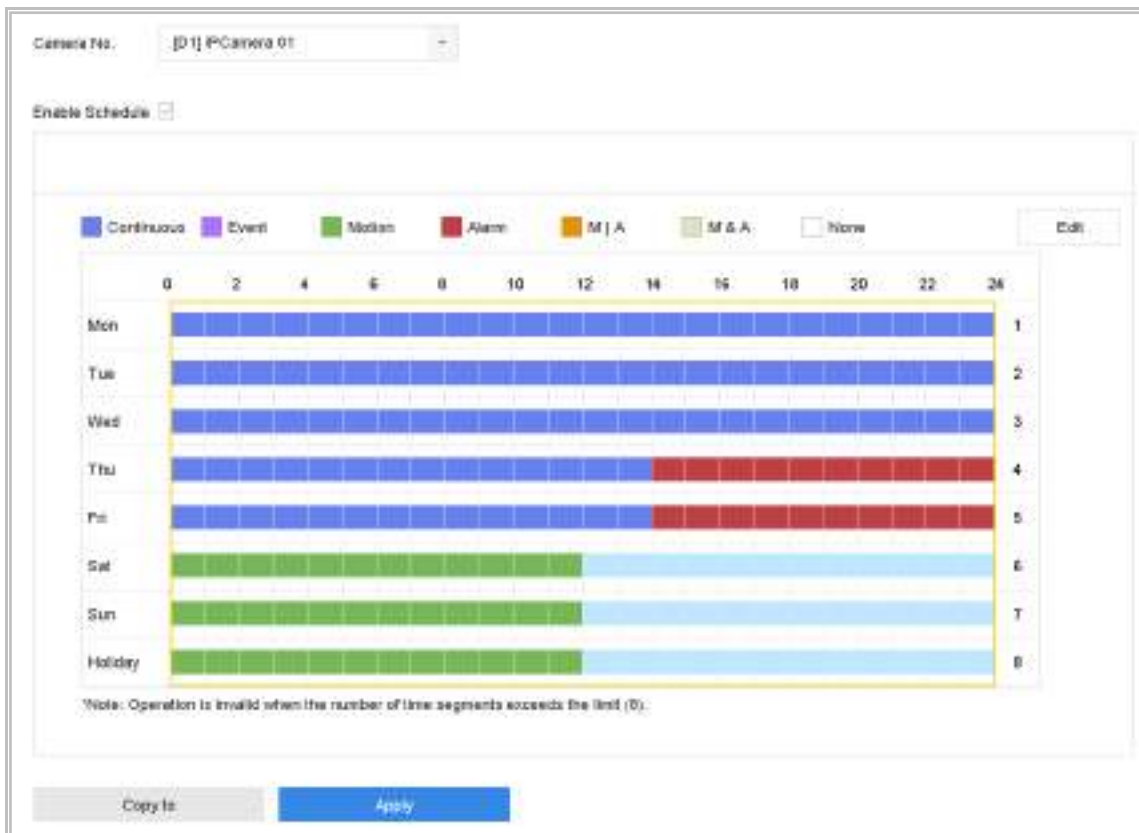 Camera No. [D1] IPCamera 01
Enable Schedule
Continuous Event Motion Alarm M | A M & A None Edit
0 2 4 6 8 10 12 14 16 18 20 22 24
Mon 1
Tue 2
Wed 3
Thu 4
Fri 5
Sat 6
Sun 7
Holiday 8
*Note: Operation is invalid when the number of time segments exceeds the limit (8).
Copy to Apply